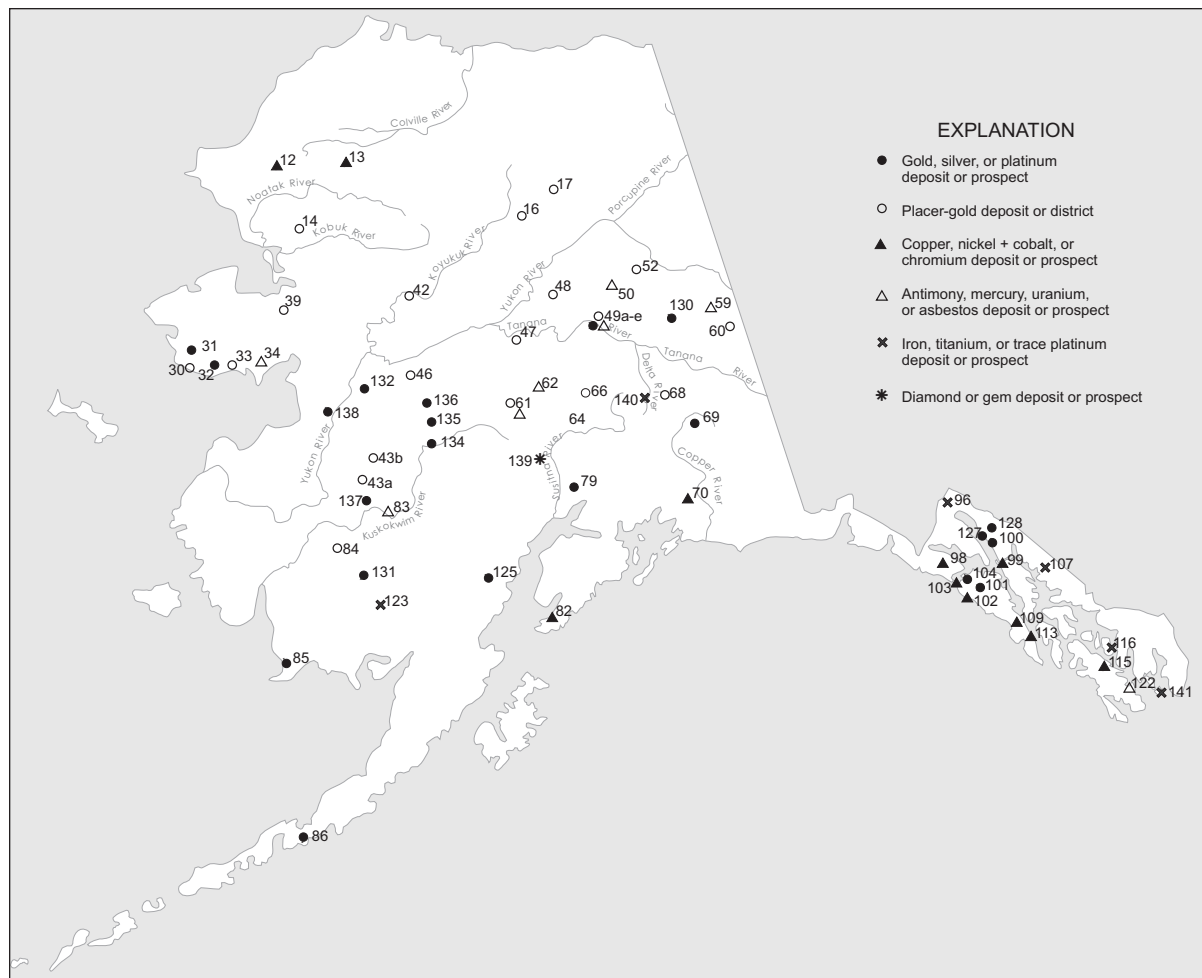 EXPLANATION
Gold, silver, or platinum
deposit or prospect
Placer-gold deposit or district
Copper, nickel + cobalt, or
chromium deposit or prospect
Antimony, mercury, uranium,
or asbestos deposit or prospect
Iron, titanium, or trace platinum
deposit or prospect
Diamond or gem deposit or prospect
Colville River
12
13
Noatak River
14
Kobuk River
17
16
Porcupine River
Koyukuk River
Yukon River
42
48
52
50
39
130
59
60
49a-e
Tanana
River
47
Tanana
River
31
30
32
33
34
132
46
62
66
61
64
Delta River
140
68
69
138
136
135
134
Yukon River
43b
43a
137
83
Kuskokwim River
139
Susitna River
79
Copper River
70
84
131
123
125
82
85
86
96
128
127
100
98
99
107
104
103
101
102
109
113
116
115
122
141